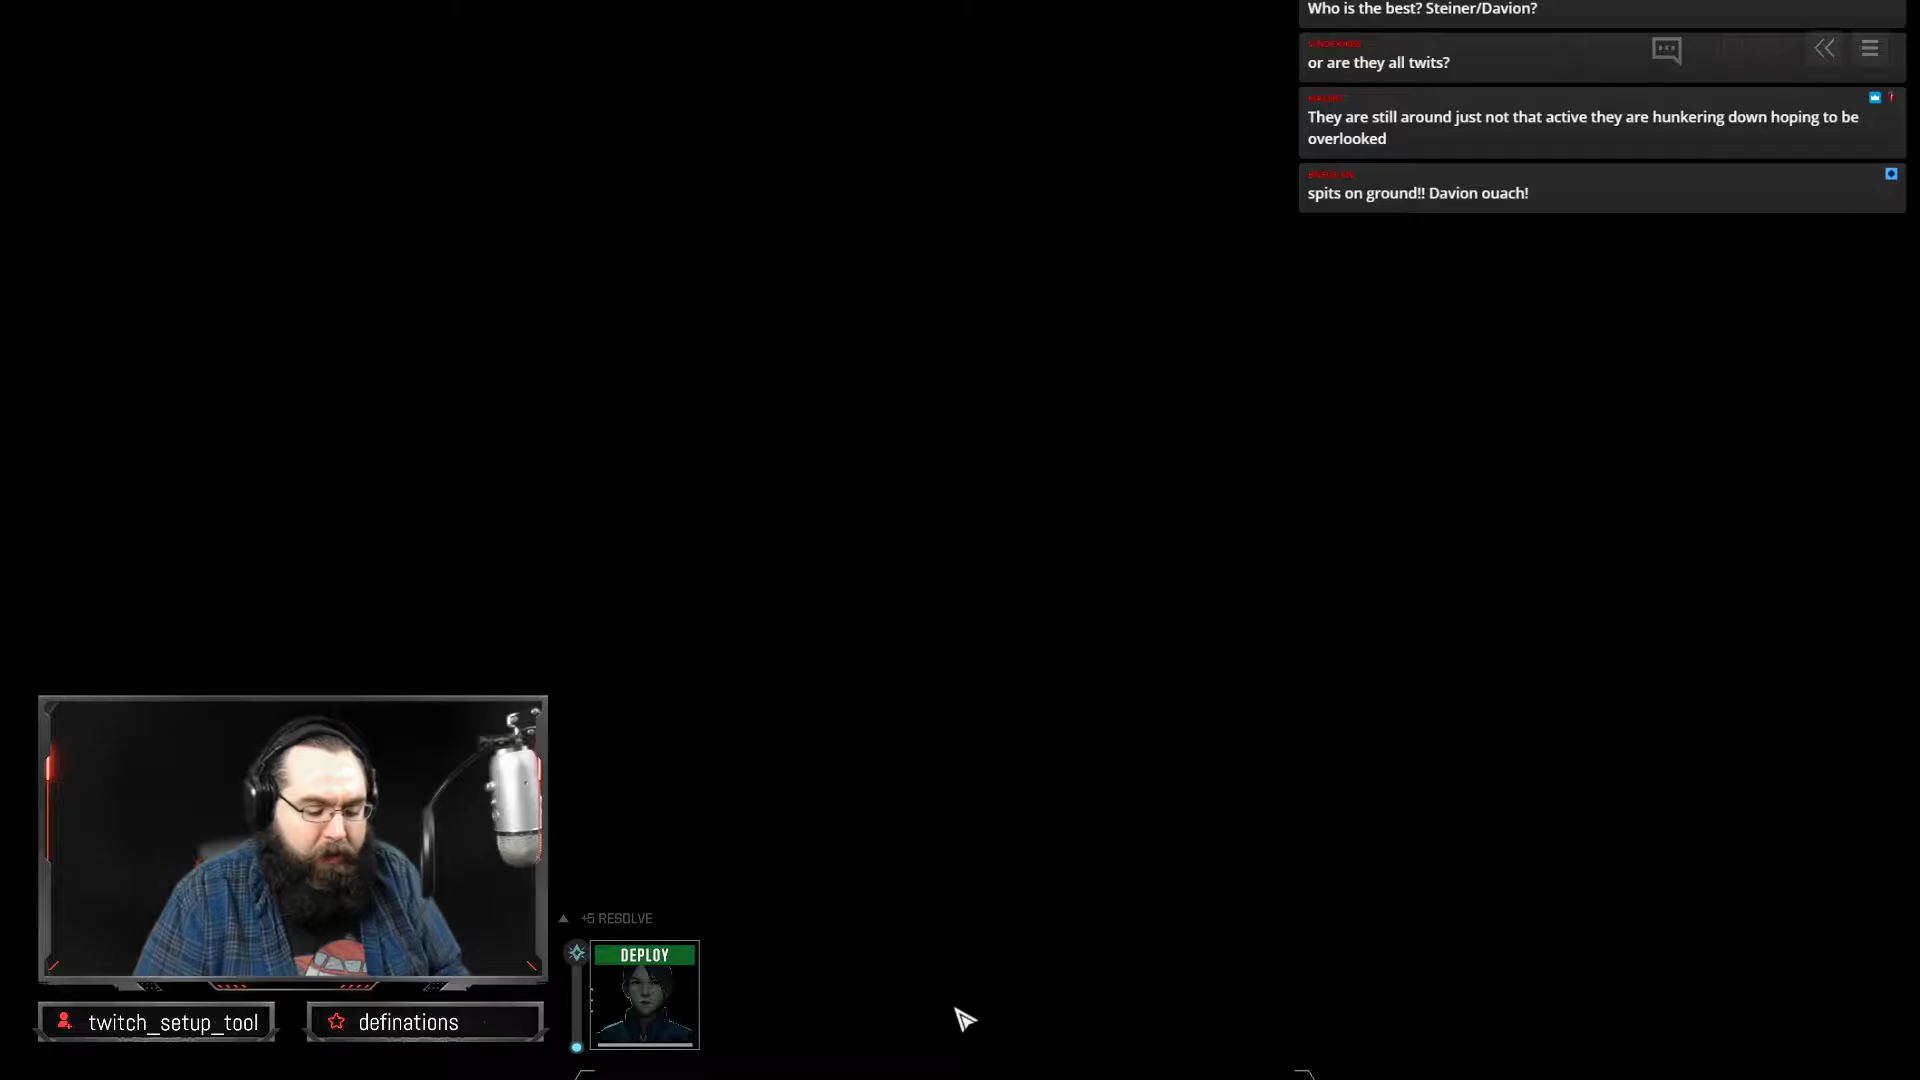 Who is the best? Steiner/Davion?
or are they all twits?
They are still around just not that active they are hunkering down hoping to be
overlooked
spits on ground!! Davion ouach!
+5 RESOLVE
DEPLOY
twitch_setup_tool
definations